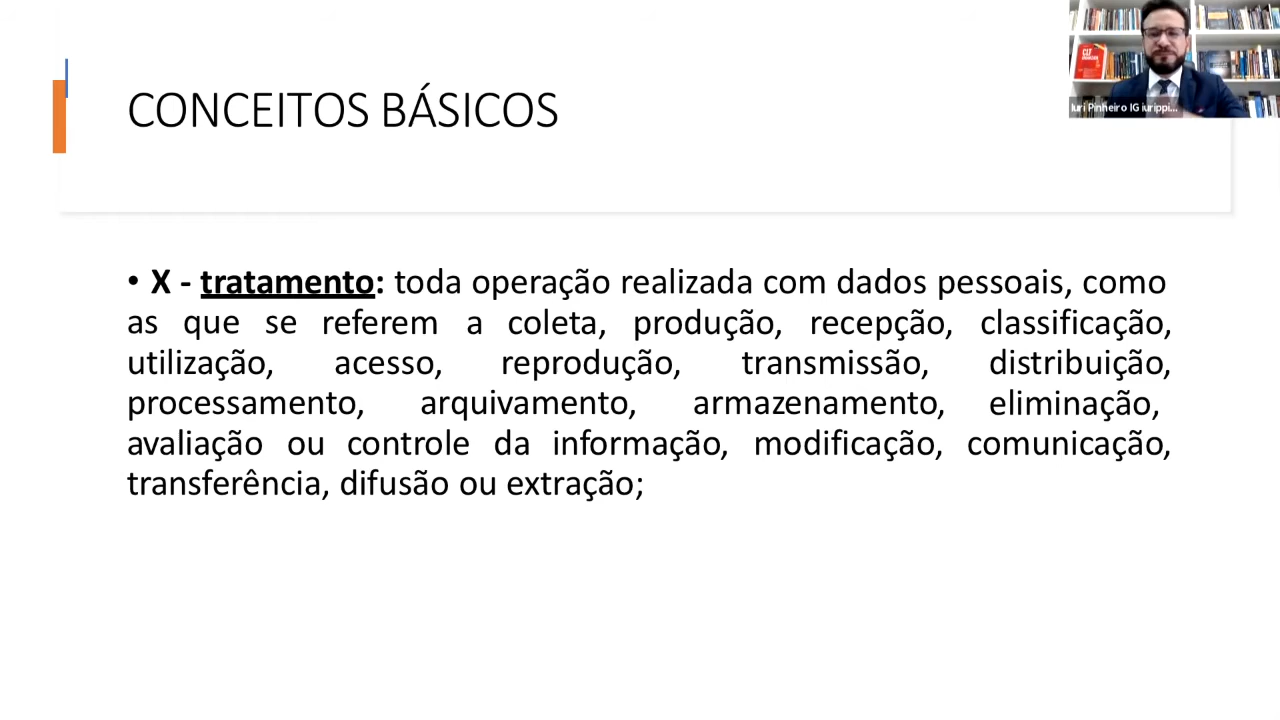 CONCEITOS BÁSICOS
Iuri Pinheiro IG iurippi...
• X - tratamento: toda operação realizada com dados pessoais, como
as que se referem a coleta, produção, recepção, classificação,
utilização, acesso, reprodução, transmissão, distribuição,
processamento, arquivamento, armazenamento, eliminação,
avaliação ou controle da informação, modificação, comunicação,
transferência, difusão ou extração;